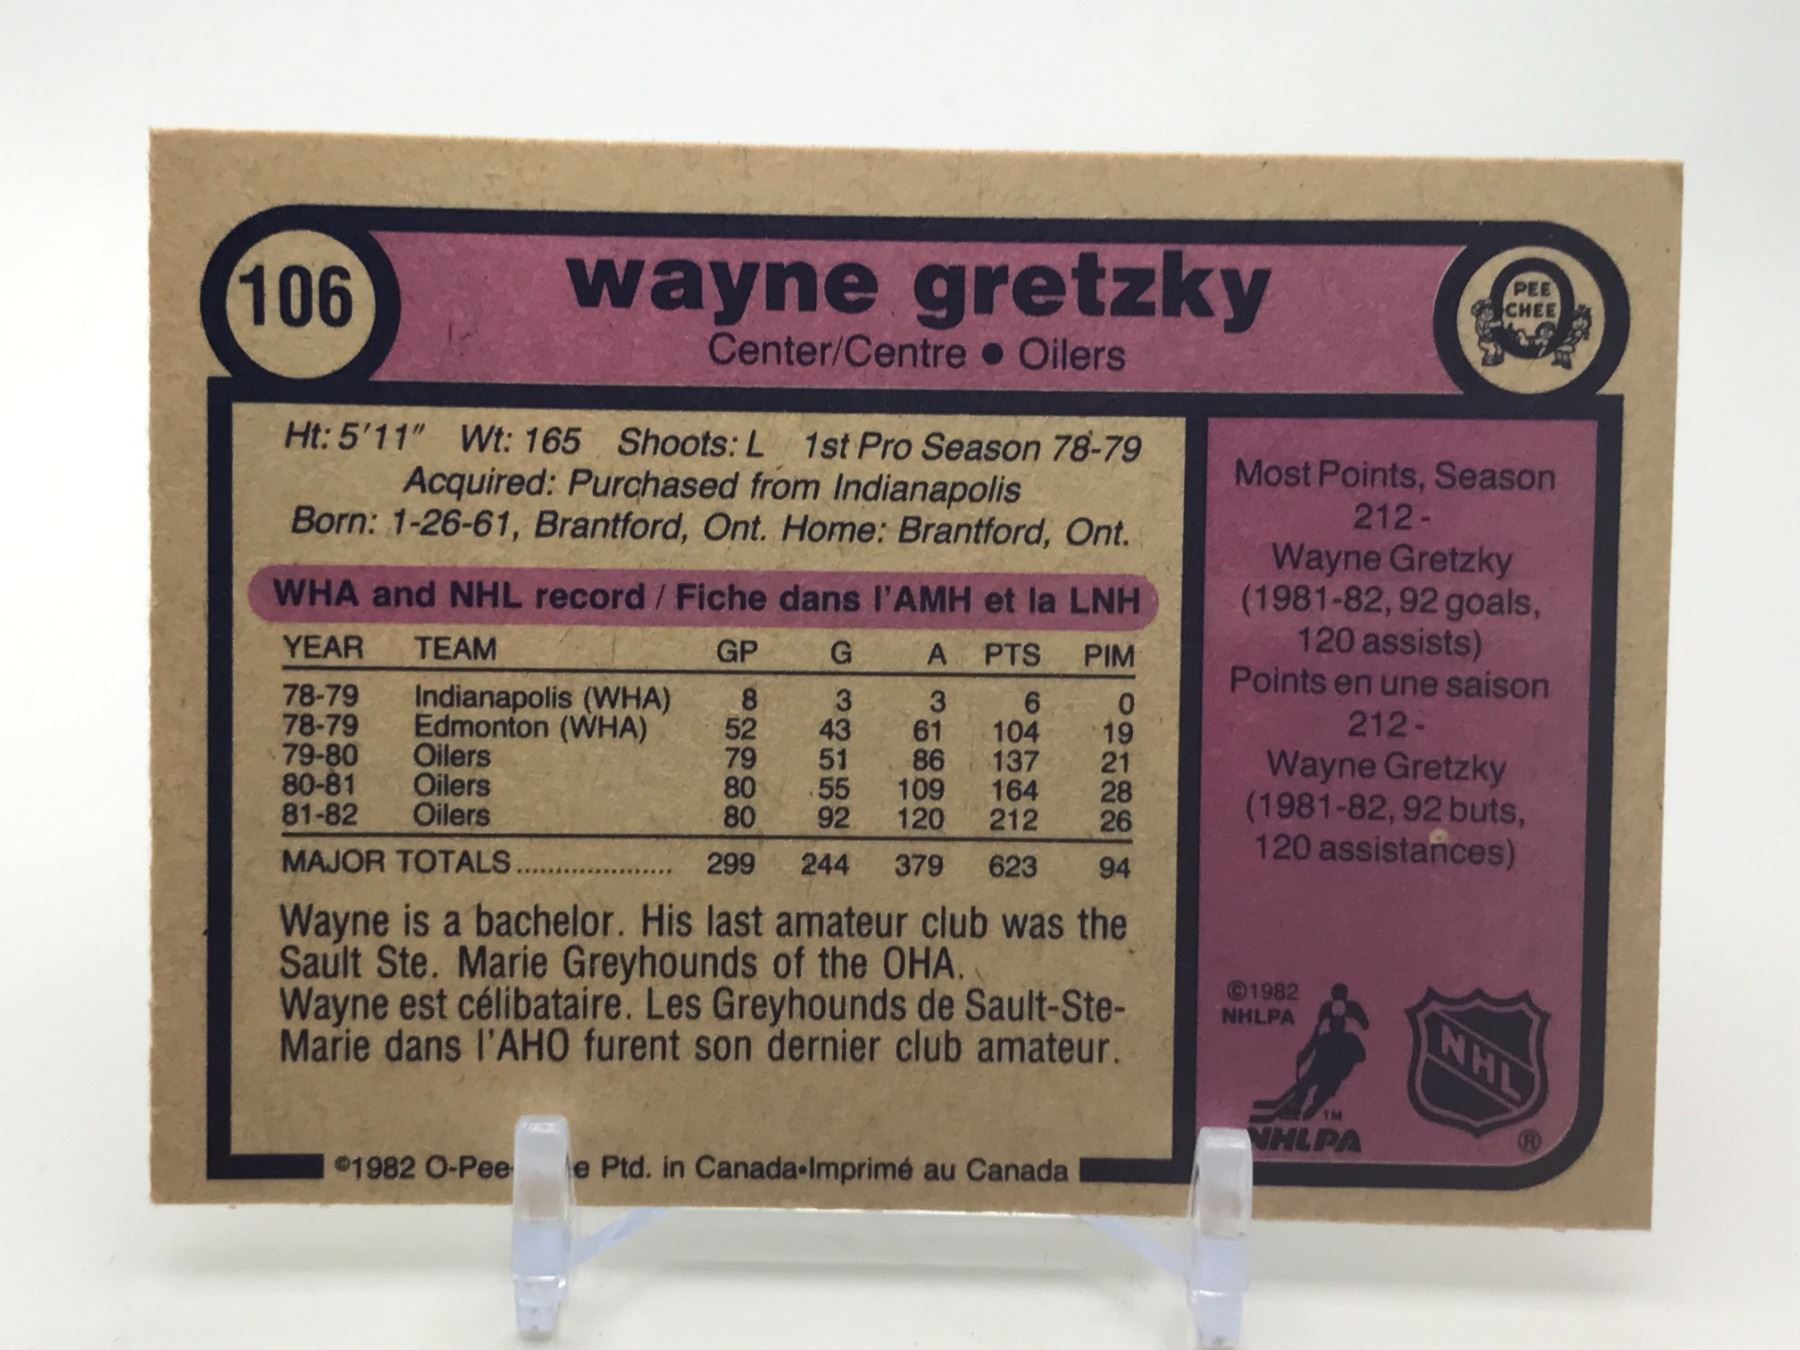 106
wayne gretzky
Center/Centre • Oilers
O
PEE
CHEE
Ht: 5'11" Wt: 165 Shoots: L 1st Pro Season 78-79
Acquired: Purchased from Indianapolis
Born: 1-26-61, Brantford, Ont. Home: Brantford, Ont.
WHA and NHL record / Fiche dans l'AMH et la LNH
YEAR TEAM GP G A PTS PIM
78-79 Indianapolis (WHA) 8 3 3 6 0
78-79 Edmonton (WHA) 52 43 61 104 19
79-80 Oilers 79 51 86 137 21
80-81 Oilers 80 55 109 164 28
81-82 Oilers 80 92 120 212 26
MAJOR TOTALS..................... 299 244 379 623 94
Wayne is a bachelor. His last amateur club was the
Sault Ste. Marie Greyhounds of the OHA.
Wayne est célibataire. Les Greyhounds de Sault-Ste-
Marie dans l'AHO furent son dernier club amateur.
©1982 O-Pee- e Ptd. in Canada•Imprimé au Canada
Most Points, Season
212 -
Wayne Gretzky
(1981-82, 92 goals,
120 assists)
Points en une saison
212 -
Wayne Gretzky
(1981-82, 92 buts,
120 assistances)
©1982
NHLPA
TM
NHLPA
NHL
®